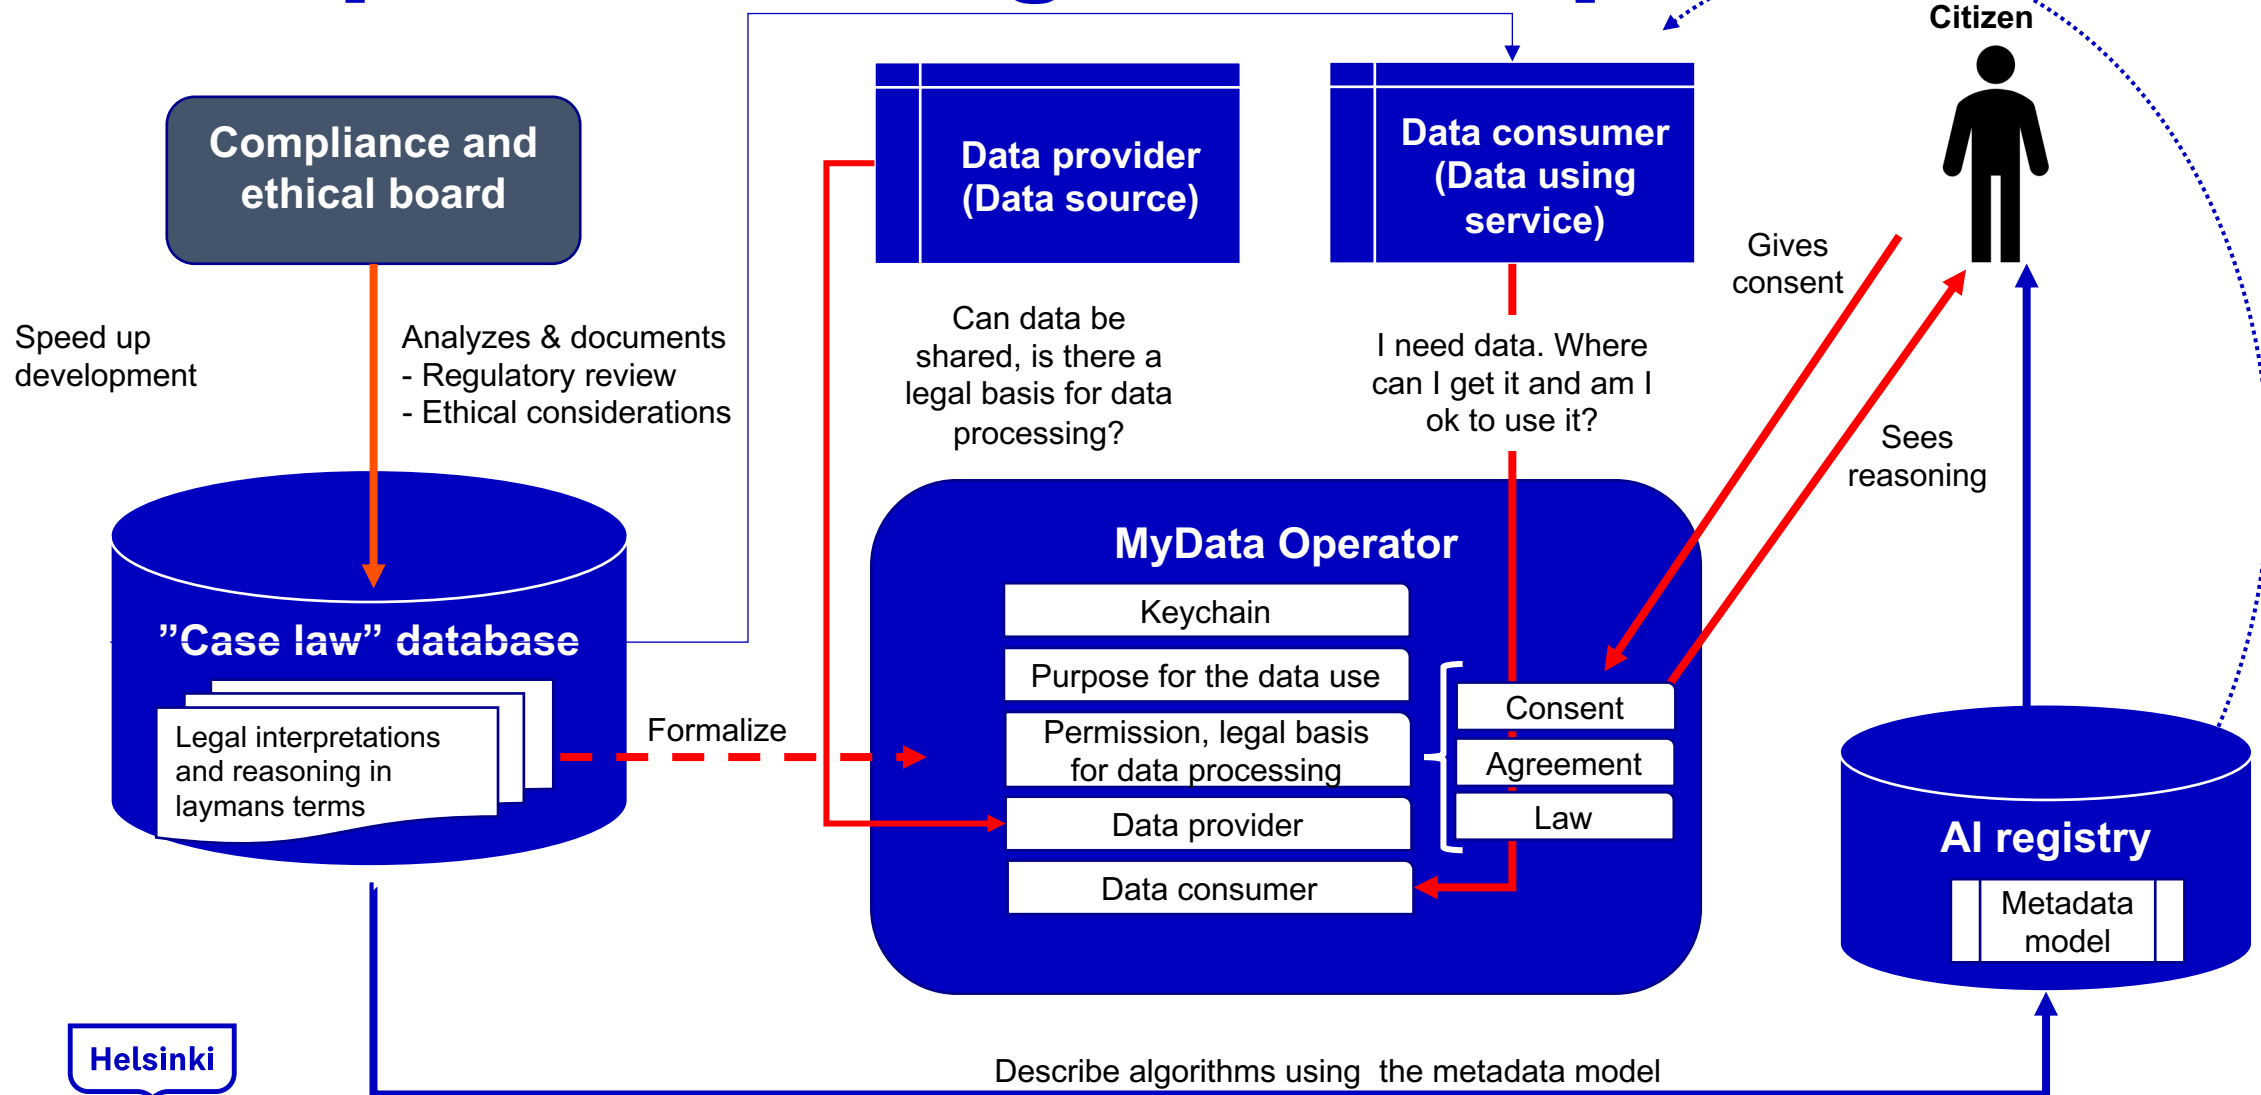 Citizen
Compliance and
ethical board
Data provider
(Data source)
Data consumer
(Data using
service)
Gives
consent
Speed up
development
Analyzes & documents
- Regulatory review
- Ethical considerations
Can data be
shared, is there a
legal basis for data
processing?
I need data. Where
can I get it and am I
ok to use it?
Sees
reasoning
MyData Operator
Keychain
Purpose for the data use
Permission, legal basis
for data processing
Data provider
Data consumer
Consent
Agreement
Law
”Case law” database
Legal interpretations
and reasoning in
laymans terms
Formalize
AI registry
Metadata
model
Helsinki
Describe algorithms using  the metadata model